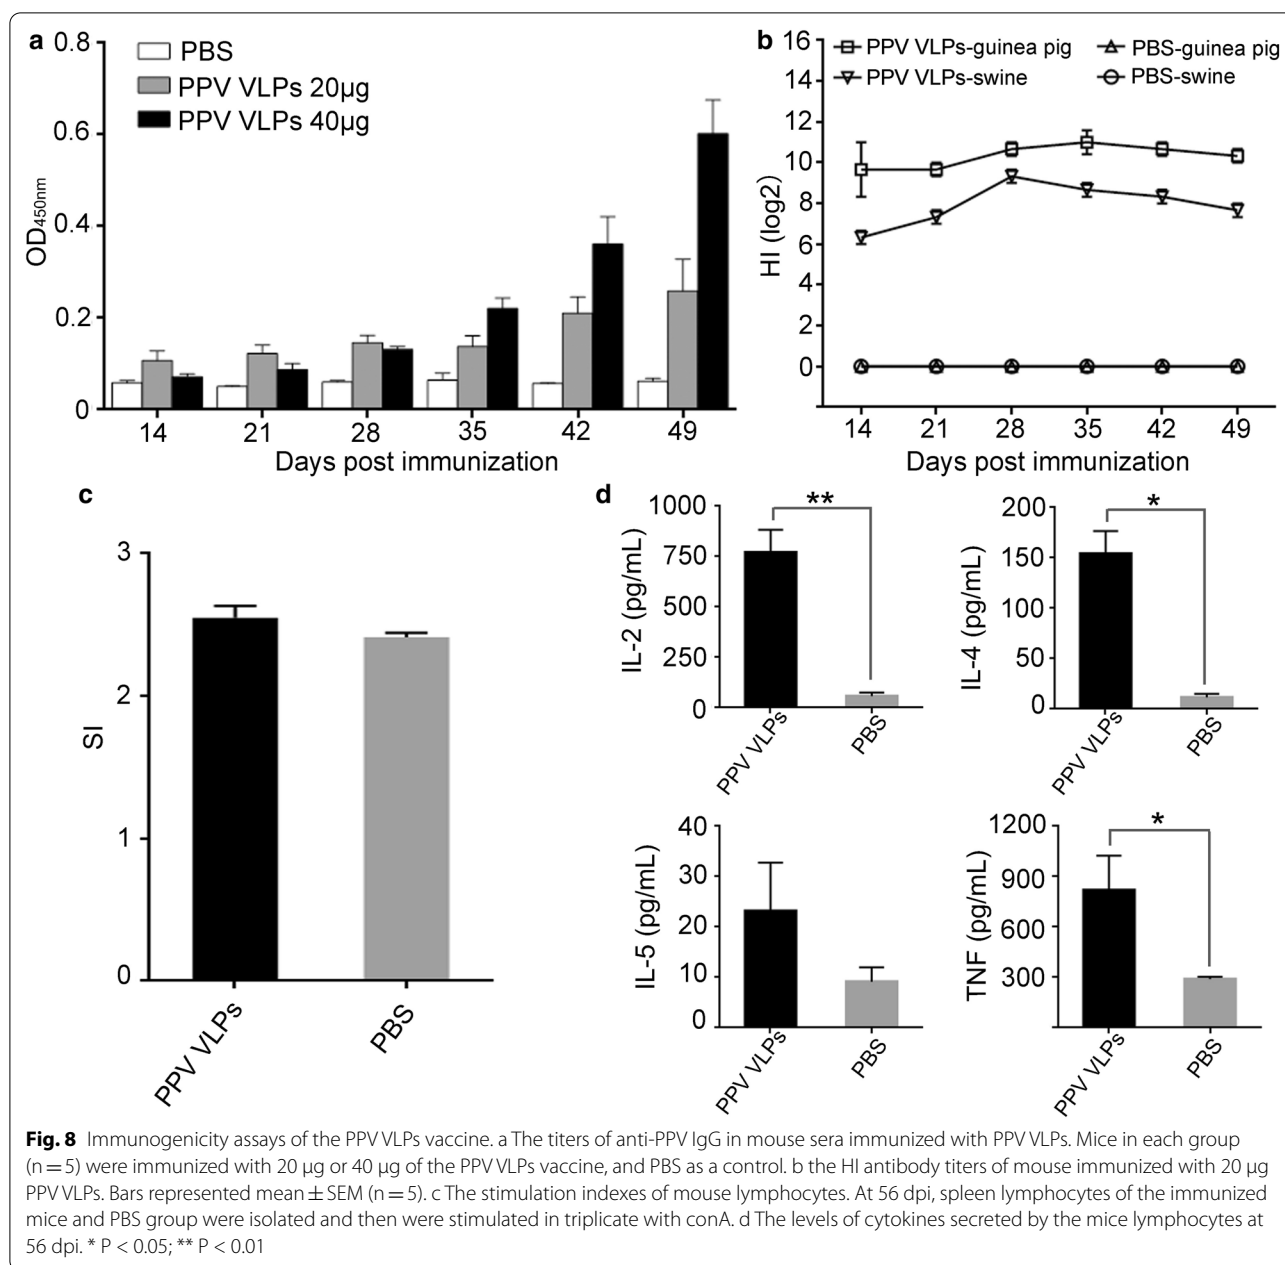 a
0.8
0.6
0.4
0.2
0
OD450nm
PBS
PPV VLPs 20µg
PPV VLPs 40µg
14 21 28 35 42 49
Days post immunization
b
16
14
12
10
8
6
4
2
0
HI (log2)
PPV VLPs-guinea pig
PPV VLPs-swine
PBS-guinea pig
PBS-swine
14 21 28 35 42 49
Days post immunization
c
3
2
1
0
SI
PPV VLPs
PBS
d
1000
750
500
250
0
IL-2 (pg/mL)
**
PPV VLPs
PBS
200
150
100
50
0
IL-4 (pg/mL)
*
PPV VLPs
PBS
40
30
20
10
0
IL-5 (pg/mL)
PPV VLPs
PBS
1200
900
600
300
TNF (pg/mL)
*
PPV VLPs
PBS
Fig. 8 Immunogenicity assays of the PPV VLPs vaccine. a The titers of anti-PPV IgG in mouse sera immunized with PPV VLPs. Mice in each group
(n = 5) were immunized with 20 µg or 40 µg of the PPV VLPs vaccine, and PBS as a control. b the HI antibody titers of mouse immunized with 20 µg
PPV VLPs. Bars represented mean ± SEM (n = 5). c The stimulation indexes of mouse lymphocytes. At 56 dpi, spleen lymphocytes of the immunized
mice and PBS group were isolated and then were stimulated in triplicate with conA. d The levels of cytokines secreted by the mice lymphocytes at
56 dpi. * P < 0.05; ** P < 0.01